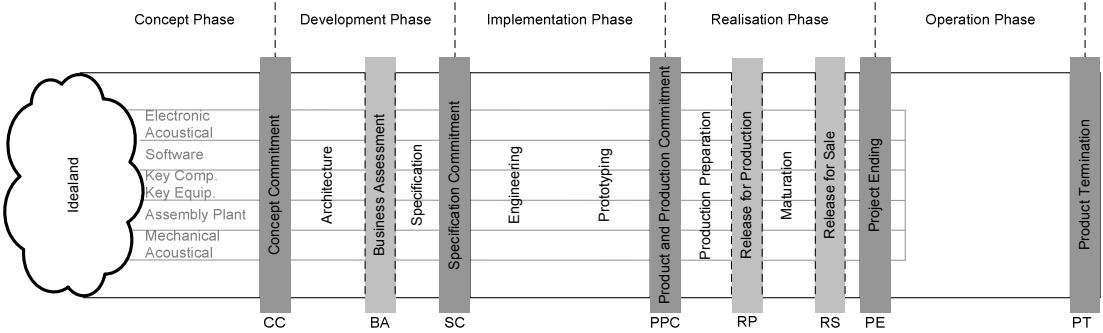 Concept Phase
Development Phase
Implementation Phase
Realisation Phase
Operation Phase
Idealand
Electronic
Acoustical
Software
Key Comp.
Key Equip.
Assembly Plant
Mechanical
Acoustical
Concept Commitment
Architecture
Business Assessment
Specification
Specification Commitment
Engineering
Prototyping
Product and Production Commitment
Production Preparation
Release for Production
Maturation
Release for Sale
Project Ending
Product Termination
CC
BA
SC
PPC
RP
RS
PE
PT